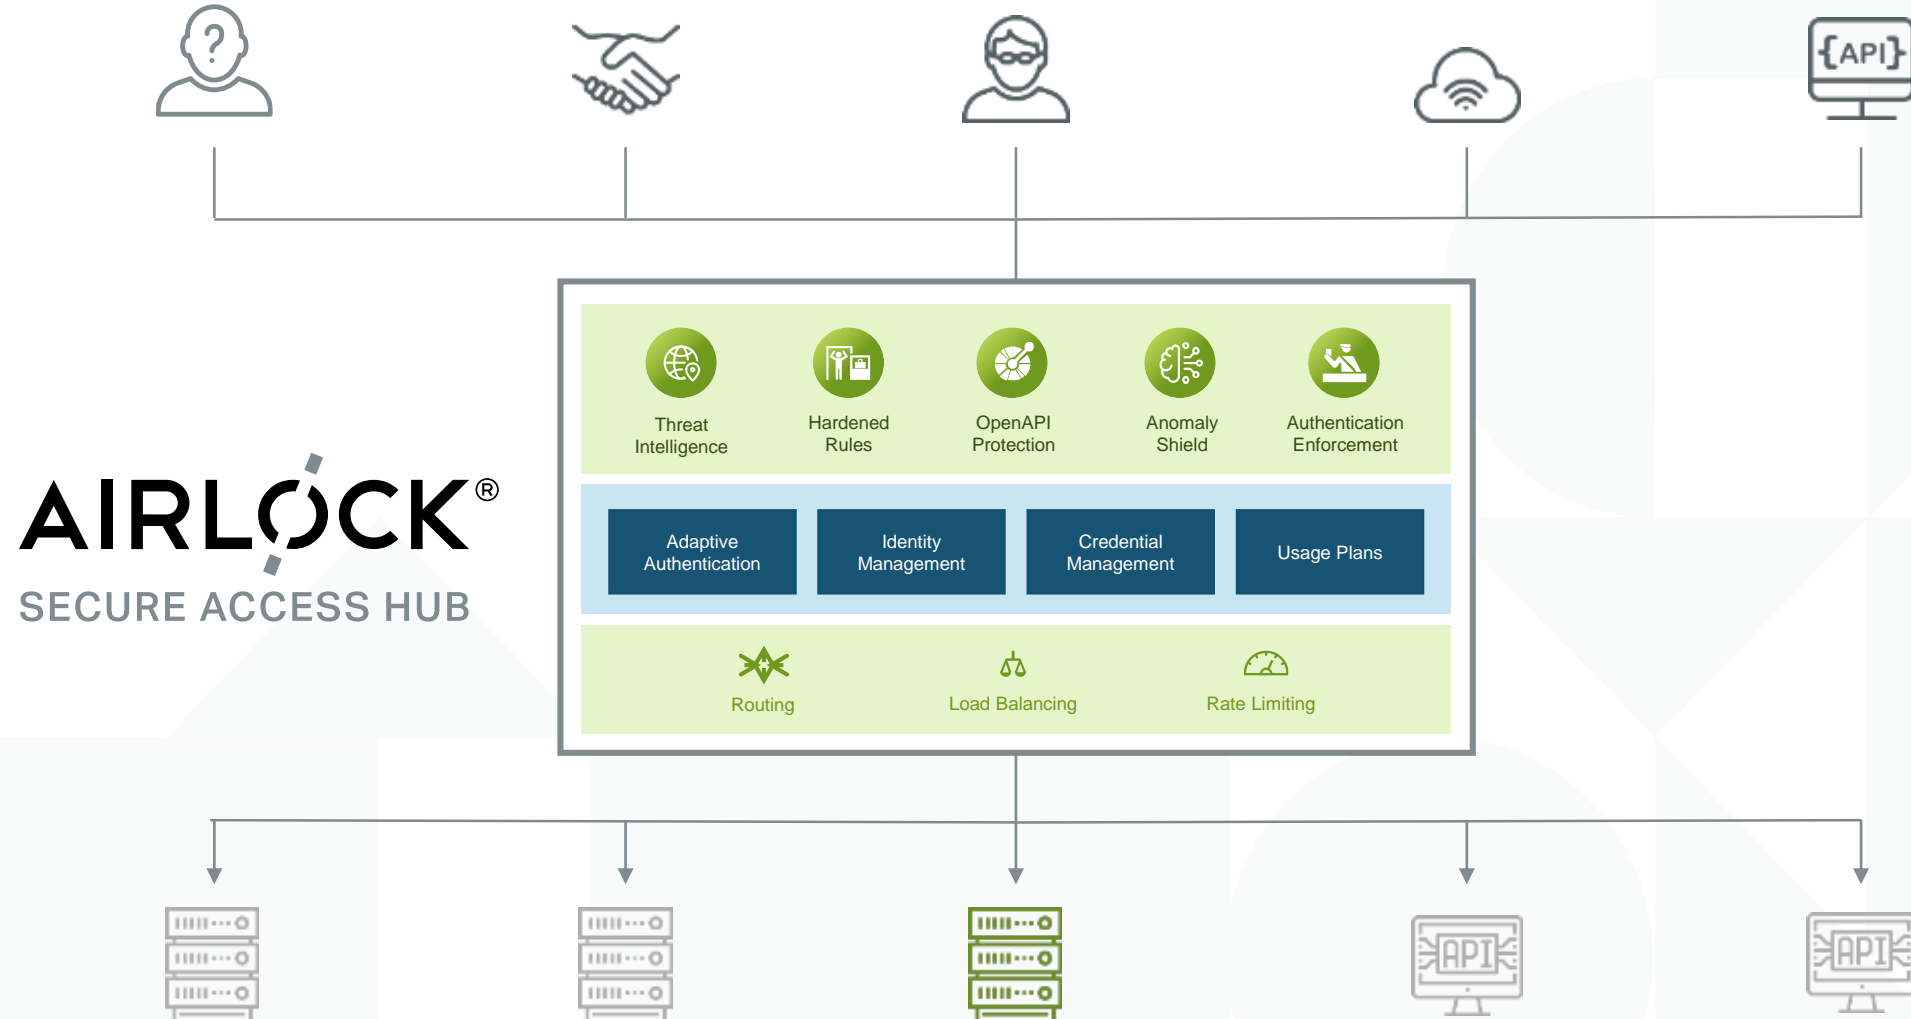 ?
{API}
Threat
Intelligence
Hardened
Rules
OpenAPI
Protection
Anomaly
Shield
Authentication
Enforcement
AIRLOCK®
SECURE ACCESS HUB
Adaptive
Authentication
Identity
Management
Credential
Management
Usage Plans
Routing
Load Balancing
Rate Limiting
API
API